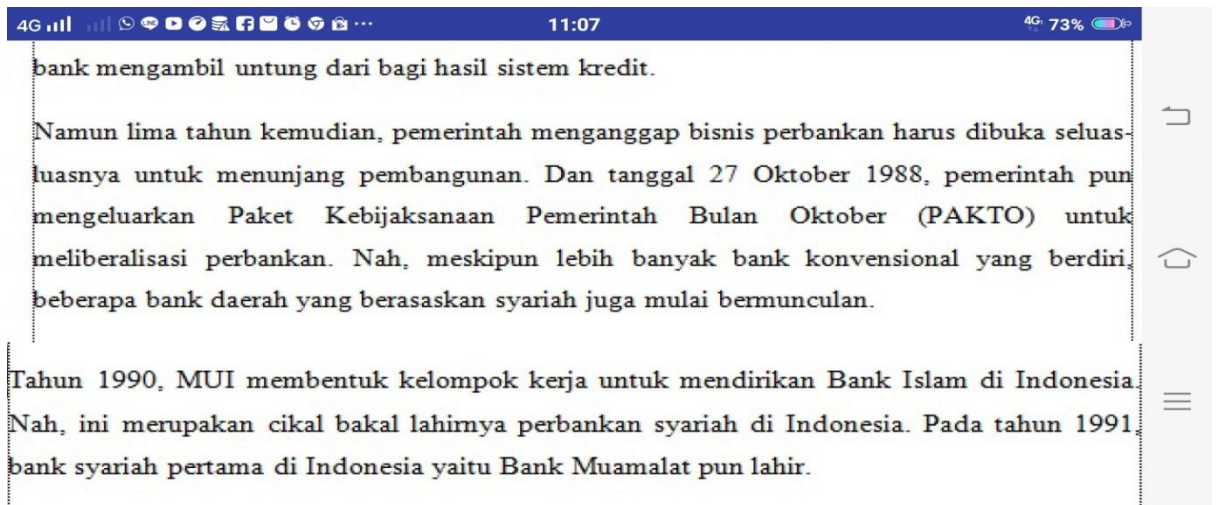 4G 11:07 4G 73%
bank mengambil untung dari bagi hasil sistem kredit.
Namun lima tahun kemudian, pemerintah menganggap bisnis perbankan harus dibuka seluas-
luasnya untuk menunjang pembangunan. Dan tanggal 27 Oktober 1988, pemerintah pun
mengeluarkan Paket Kebijaksanaan Pemerintah Bulan Oktober (PAKTO) untuk
meliberalisasi perbankan. Nah, meskipun lebih banyak bank konvensional yang berdiri,
beberapa bank daerah yang berasaskan syariah juga mulai bermunculan.
Tahun 1990, MUI membentuk kelompok kerja untuk mendirikan Bank Islam di Indonesia.
Nah, ini merupakan cikal bakal lahirnya perbankan syariah di Indonesia. Pada tahun 1991,
bank syariah pertama di Indonesia yaitu Bank Muamalat pun lahir.